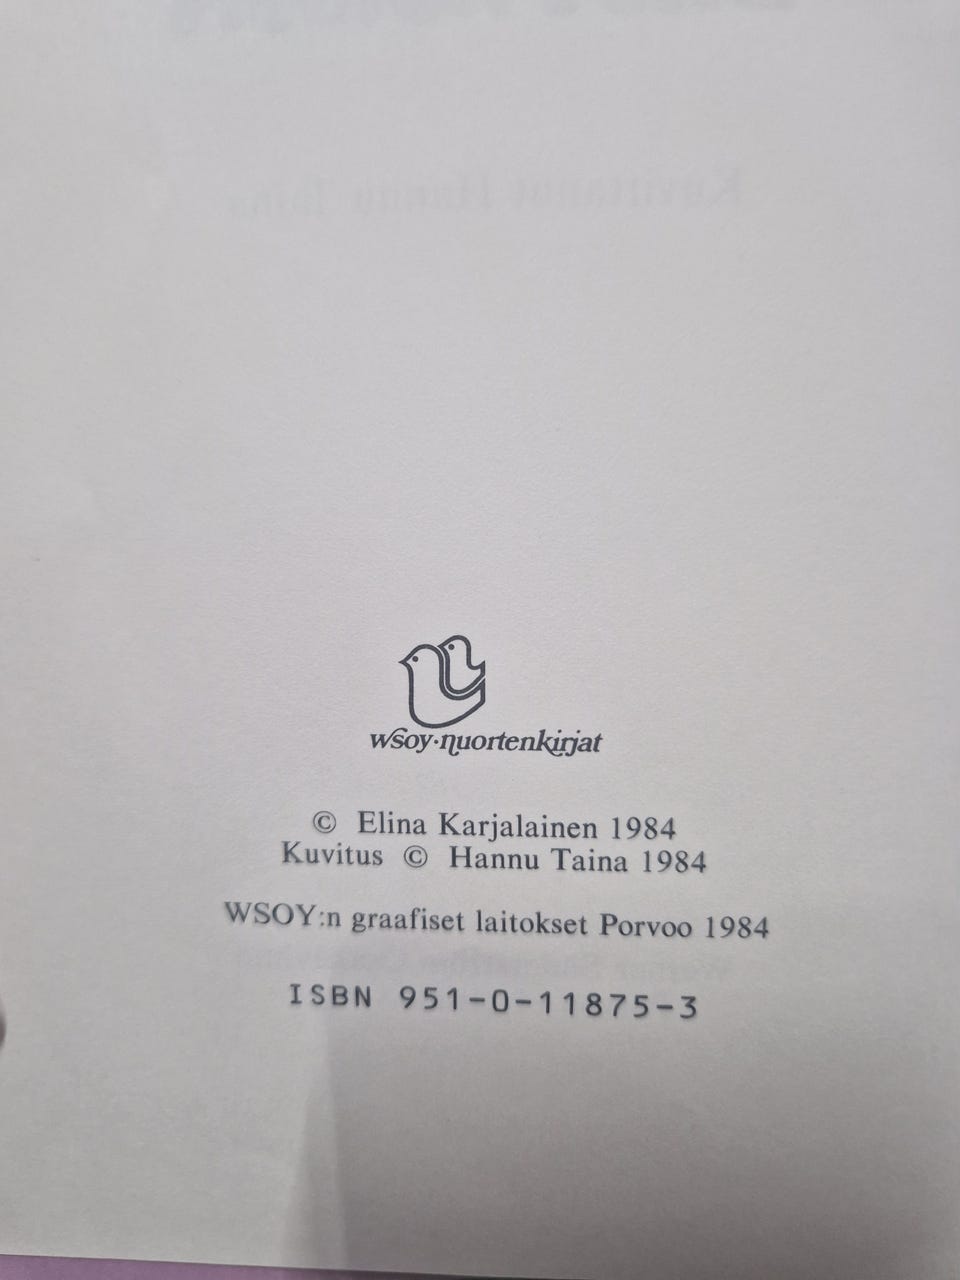 wsoy·nuortenkirjat
© Elina Karjalainen 1984
Kuvitus © Hannu Taina 1984
WSOY:n graafiset laitokset Porvoo 1984
ISBN 951-0-11875-3